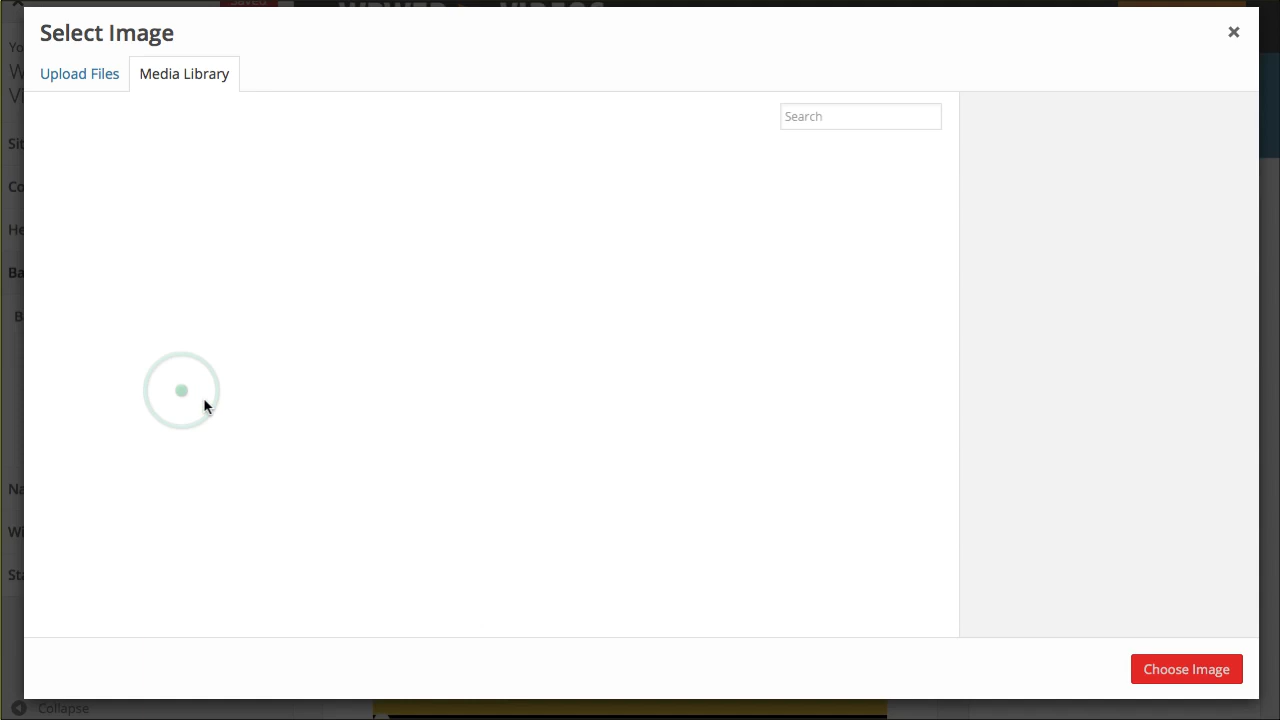 Select Image
Upload Files
Media Library
Search
Choose Image
Collapse